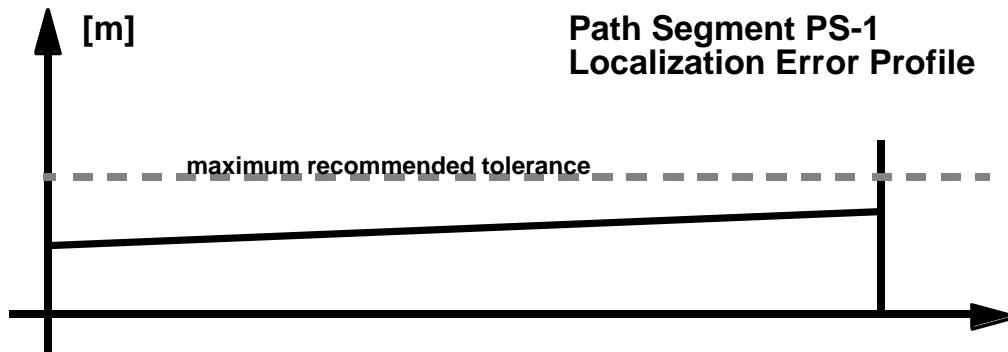 [m]
Path Segment PS-1
Localization Error Profile
maximum recommended tolerance